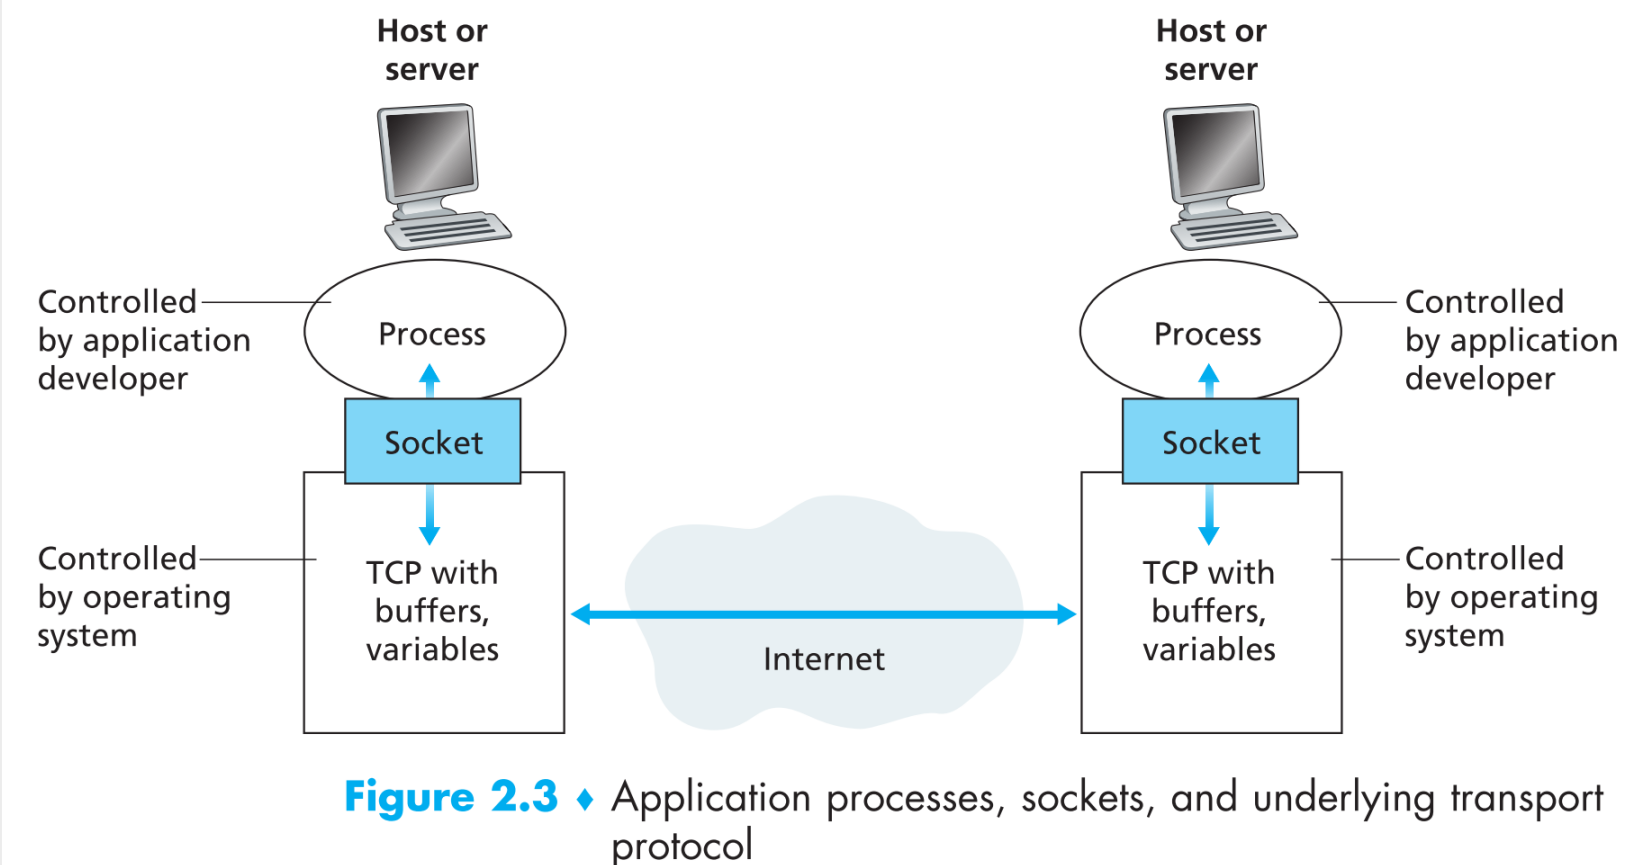 Host or
server
Host or
server
Controlled
by application
developer
Process
Process
Controlled
by application
developer
Socket
Socket
Controlled
by operating
system
TCP with
buffers,
variables
Internet
TCP with
buffers,
variables
Controlled
by operating
system
Figure 2.3 ♦ Application processes, sockets, and underlying transport
protocol